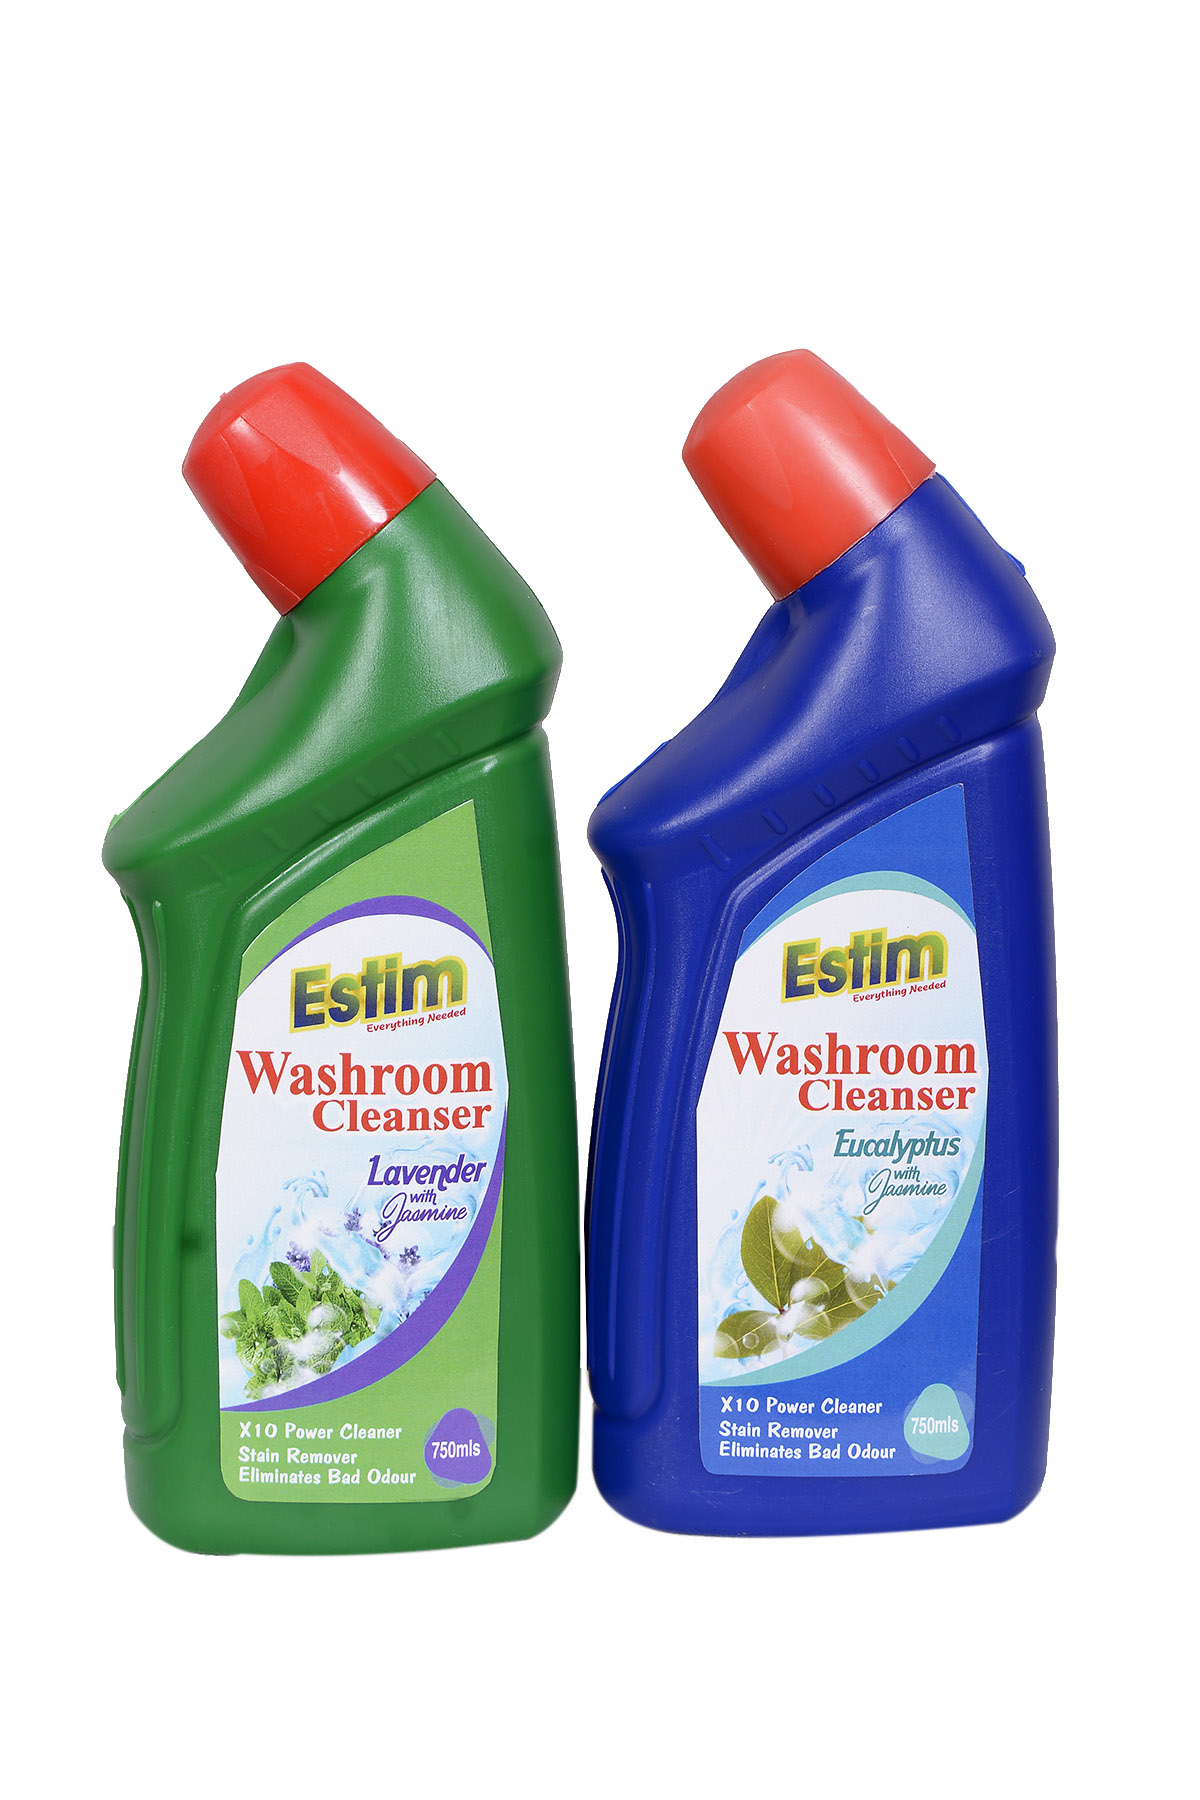 Estim
Everything Needed
Washroom
Cleanser
Lavender
with
Jasmine
X10 Power Cleaner
Stain Remover
Eliminates Bad Odour
750mls
Estim
Everything Needed
Washroom
Cleanser
Eucalyptus
with
Jasmine
X10 Power Cleaner
Stain Remover
Eliminates Bad Odour
750mls